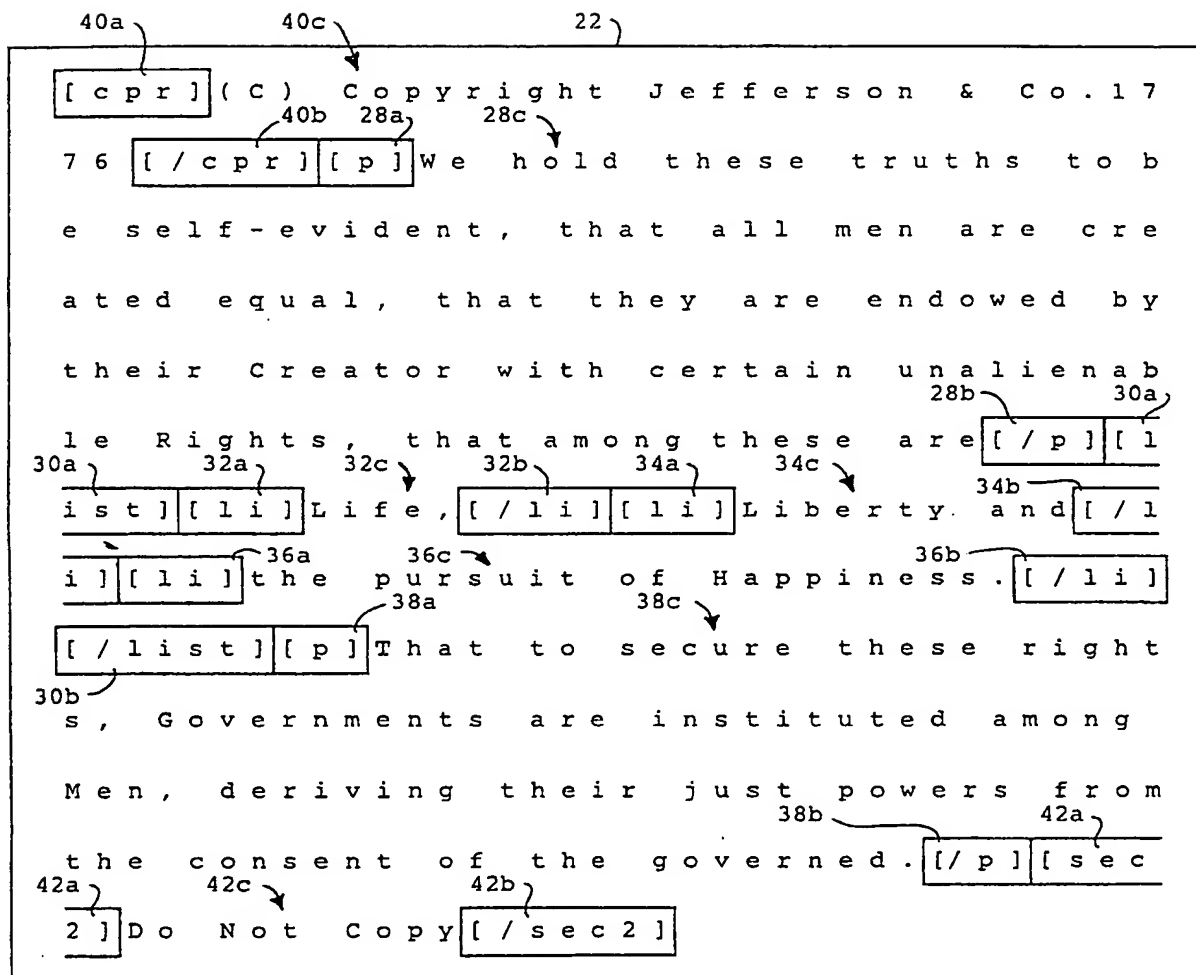 40a 40c 22
[cpr](C) Copyright Jefferson & Co.17
40b 28a 28c
76 [/cpr][p]We hold these truths to b
e self-evident, that all men are cre
ated equal, that they are endowed by
their Creator with certain unalienab
28b 30a
le Rights, that among these are[/p][l
30a 32a 32c 32b 34a 34c 34b
ist][li]Life,[/li][li]Liberty and[/l
36a 36c 36b
i][li]the pursuit of Happiness.[/li]
38a 38c
[/list][p]That to secure these right
30b
s, Governments are instituted among
Men, deriving their just powers from
38b 42a
the consent of the governed.[/p][sec
42a 42c 42b
2]Do Not Copy[/sec2]